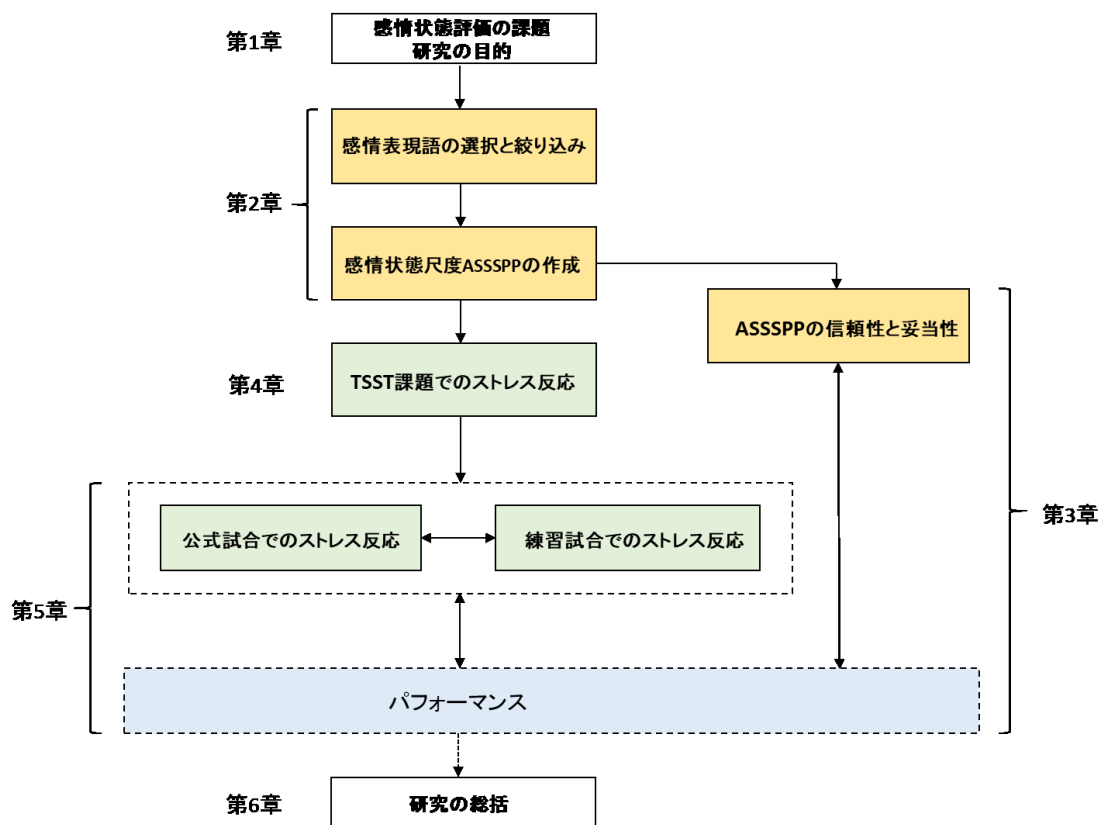 第1章
感情状態評価の課題
研究の目的
第2章
感情表現語の選択と絞り込み
感情状態尺度ASSSPPの作成
ASSSPPの信頼性と妥当性
第4章
TSST課題でのストレス反応
第3章
公式試合でのストレス反応
練習試合でのストレス反応
第5章
パフォーマンス
第6章
研究の総括